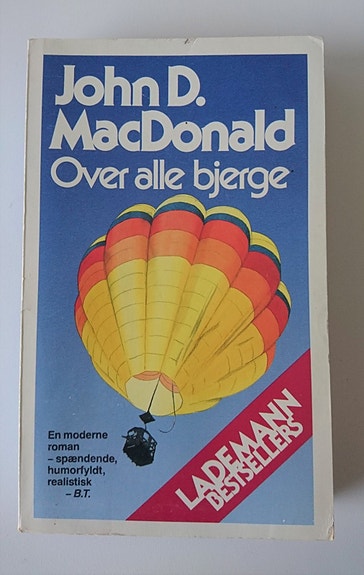 John D.
MacDonald
Over alle bjerge
En moderne
roman
– spændende,
humorfyldt,
realistisk
– B.T.
LADEMANN
BESTSELLERS